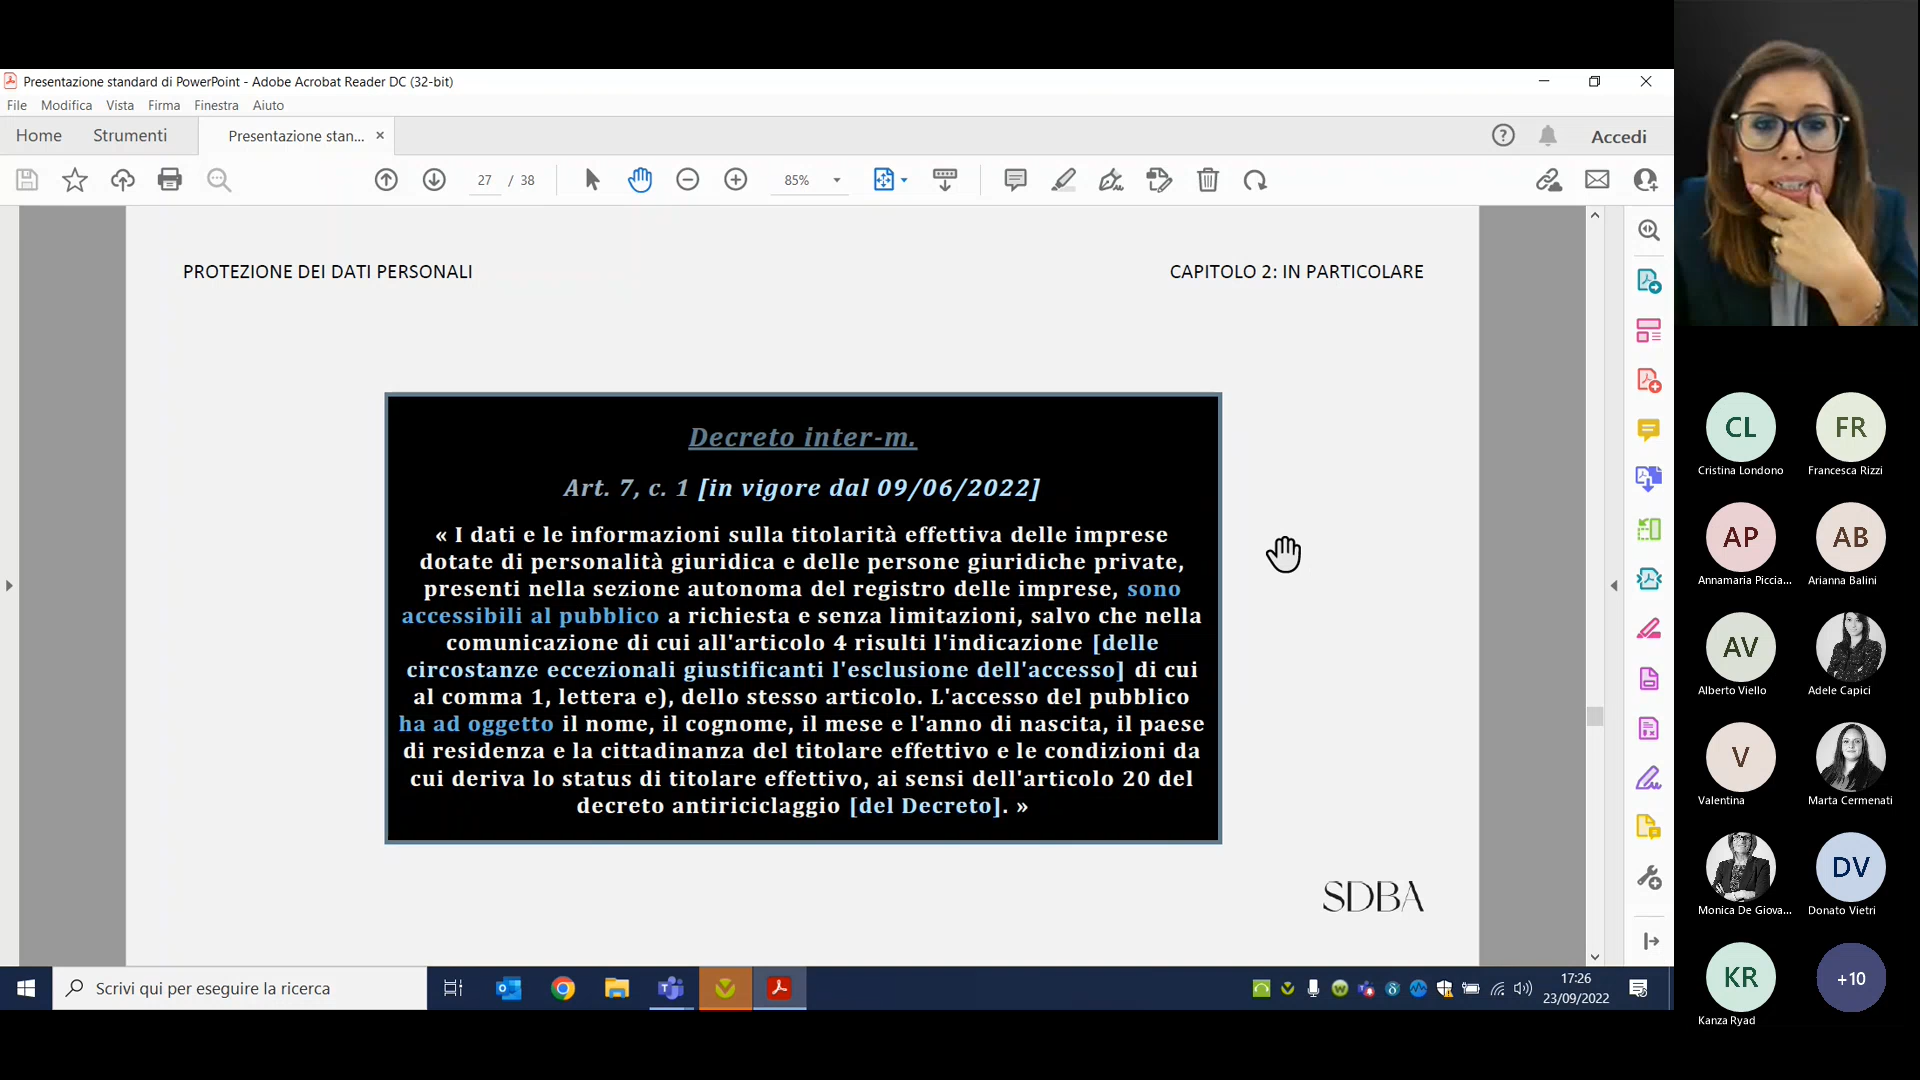 Presentazione standard di PowerPoint - Adobe Acrobat Reader DC (32-bit)
File Modifica Vista Firma Finestra Aiuto
Home Strumenti Presentazione stan... × Accedi
27 / 38 85%
PROTEZIONE DEI DATI PERSONALI
CAPITOLO 2: IN PARTICOLARE
Decreto inter-m.
Art. 7, c. 1 [in vigore dal 09/06/2022]
« I dati e le informazioni sulla titolarità effettiva delle imprese
dotate di personalità giuridica e delle persone giuridiche private,
presenti nella sezione autonoma del registro delle imprese, sono
accessibili al pubblico a richiesta e senza limitazioni, salvo che nella
comunicazione di cui all'articolo 4 risulti l'indicazione [delle
circostanze eccezionali giustificanti l'esclusione dell'accesso] di cui
al comma 1, lettera e), dello stesso articolo. L'accesso del pubblico
ha ad oggetto il nome, il cognome, il mese e l'anno di nascita, il paese
di residenza e la cittadinanza del titolare effettivo e le condizioni da
cui deriva lo status di titolare effettivo, ai sensi dell'articolo 20 del
decreto antiriciclaggio [del Decreto]. »
SDBA
Scrivi qui per eseguire la ricerca
17:26
23/09/2022
CL FR
Cristina Londono Francesca Rizzi
AP AB
Annamaria Piccia... Arianna Balini
AV
Alberto Viello Adele Capici
V
Valentina Marta Cermenati
DV
Monica De Giova... Donato Vietri
KR +10
Kanza Ryad